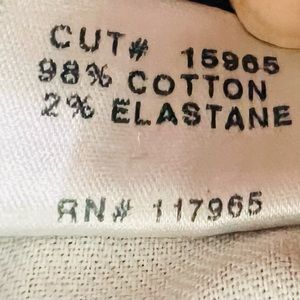 CUT# 15965
98% COTTON
2% ELASTANE
RN# 117965